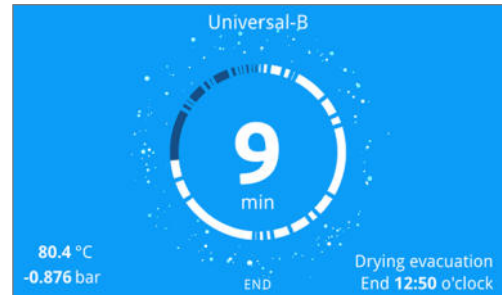 Universal-B
9
min
80.4 °C
-0.876 bar
END
Drying evacuation
End 12:50 o'clock